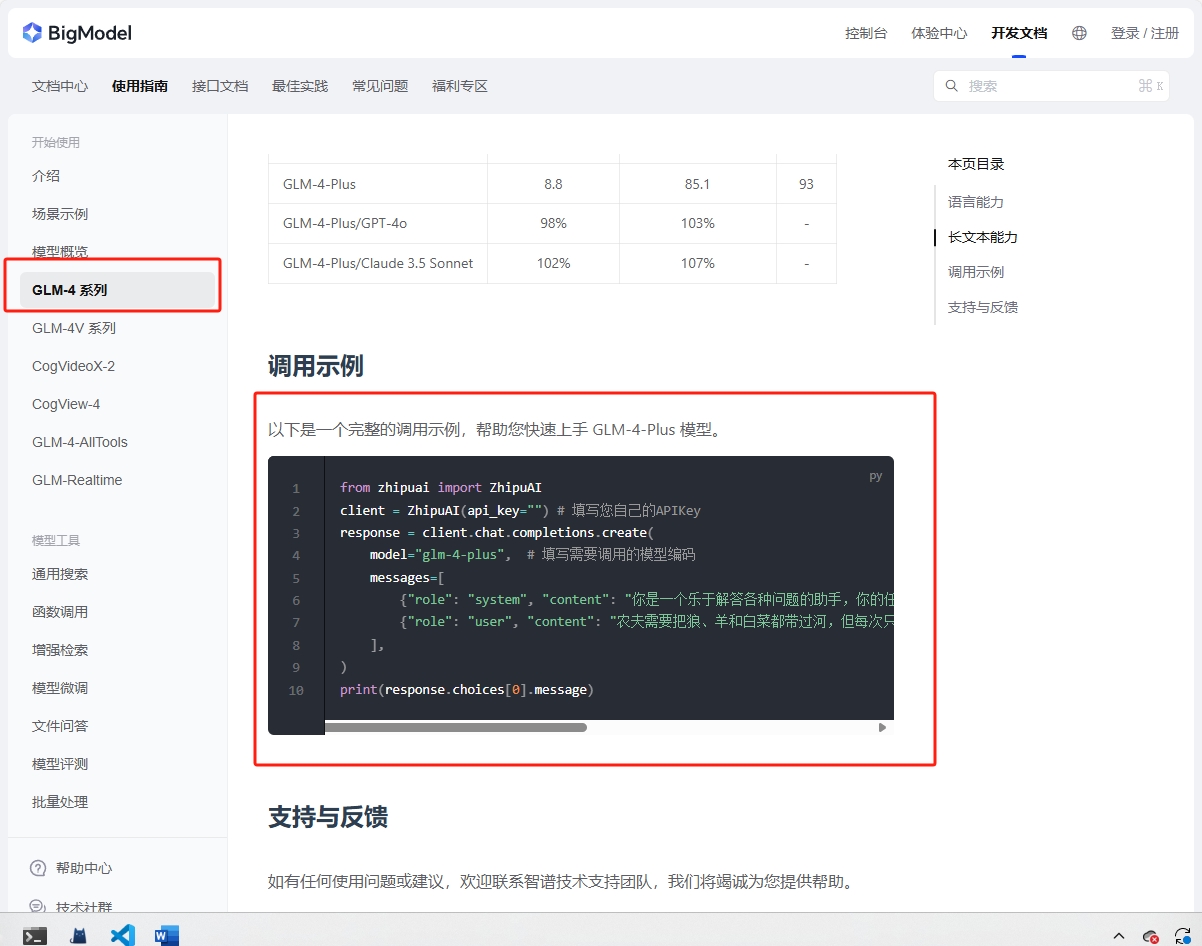 BigModel
控制台 体验中心 开发文档 登录 / 注册
文档中心 使用指南 接口文档 最佳实践 常见问题 福利专区
搜索 ⌘ K
开始使用
介绍
场景示例
模型概览
GLM-4 系列
GLM-4V 系列
CogVideoX-2
CogView-4
GLM-4-AllTools
GLM-Realtime
模型工具
通用搜索
函数调用
增强检索
模型微调
文件问答
模型评测
批量处理
帮助中心
技术社群
GLM-4-Plus 8.8 85.1 93
GLM-4-Plus/GPT-4o 98% 103% -
GLM-4-Plus/Claude 3.5 Sonnet 102% 107% -
调用示例
以下是一个完整的调用示例，帮助您快速上手 GLM-4-Plus 模型。
py
1 from zhipuai import ZhipuAI
2 client = ZhipuAI(api_key="") # 填写您自己的APIKey
3 response = client.chat.completions.create(
4 model="glm-4-plus", # 填写需要调用的模型编码
5 messages=[
6 {"role": "system", "content": "你是一个乐于解答各种问题的助手，你的任
7 {"role": "user", "content": "农夫需要把狼、羊和白菜都带过河，但每次只
8 ],
9 )
10 print(response.choices[0].message)
支持与反馈
如有任何使用问题或建议，欢迎联系智谱技术支持团队，我们将竭诚为您提供帮助。
本页目录
语言能力
长文本能力
调用示例
支持与反馈